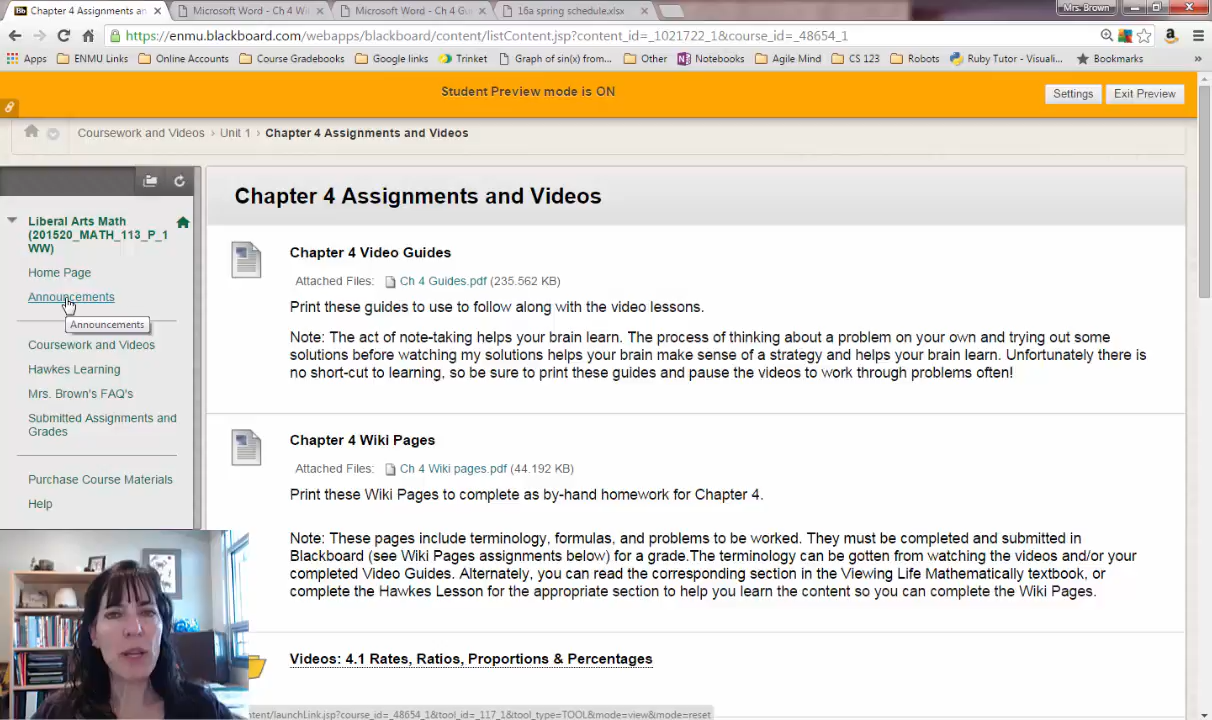 Chapter 4 Assignments an
Microsoft Word - Ch 4 Wi
Microsoft Word - Ch 4 Gu
16a spring schedule.xlsx
Mrs. Brown
https://enmu.blackboard.com/webapps/blackboard/content/listContent.jsp?content_id=_1021722_1&course_id=_48654_1
Apps ENMU Links Online Accounts Course Gradebooks Google links Trinket Graph of sin(x) from... Other Notebooks Agile Mind CS 123 Robots Ruby Tutor - Visuali... Bookmarks »
Student Preview mode is ON
Settings
Exit Preview
Coursework and Videos › Unit 1 › Chapter 4 Assignments and Videos
Liberal Arts Math
(201520_MATH_113_P_1
WW)
Home Page
Announcements
Announcements
Coursework and Videos
Hawkes Learning
Mrs. Brown's FAQ's
Submitted Assignments and
Grades
Purchase Course Materials
Help
Chapter 4 Assignments and Videos
Chapter 4 Video Guides
Attached Files: Ch 4 Guides.pdf (235.562 KB)
Print these guides to use to follow along with the video lessons.
Note: The act of note-taking helps your brain learn. The process of thinking about a problem on your own and trying out some
solutions before watching my solutions helps your brain make sense of a strategy and helps your brain learn. Unfortunately there is
no short-cut to learning, so be sure to print these guides and pause the videos to work through problems often!
Chapter 4 Wiki Pages
Attached Files: Ch 4 Wiki pages.pdf (44.192 KB)
Print these Wiki Pages to complete as by-hand homework for Chapter 4.
Note: These pages include terminology, formulas, and problems to be worked. They must be completed and submitted in
Blackboard (see Wiki Pages assignments below) for a grade.The terminology can be gotten from watching the videos and/or your
completed Video Guides. Alternately, you can read the corresponding section in the Viewing Life Mathematically textbook, or
complete the Hawkes Lesson for the appropriate section to help you learn the content so you can complete the Wiki Pages.
Videos: 4.1 Rates, Ratios, Proportions & Percentages
ntent/launchLink.jsp?course_id=_48654_1&tool_id=_117_1&tool_type=TOOL&mode=view&mode=reset